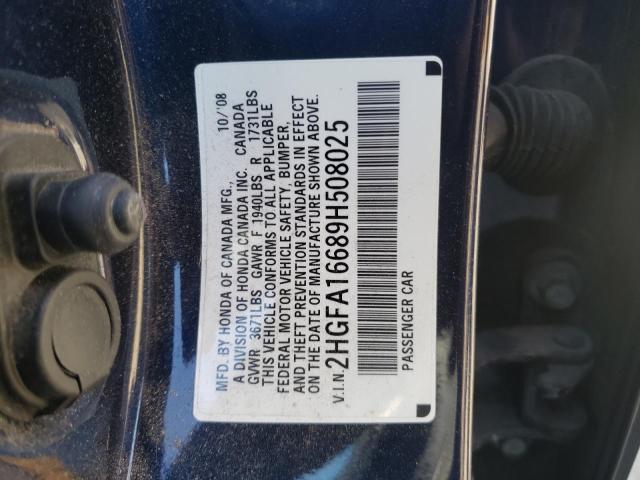 MFD. BY HONDA OF CANADA MFG., 10/'08
A DIVISION OF HONDA CANADA INC. CANADA
GVWR 3671LBS GAWR F 1940LBS R 1731LBS
THIS VEHICLE CONFORMS TO ALL APPLICABLE
FEDERAL MOTOR VEHICLE SAFETY, BUMPER,
AND THEFT PREVENTION STANDARDS IN EFFECT
ON THE DATE OF MANUFACTURE SHOWN ABOVE.
V.I.N. 2HGFA16689H508025
PASSENGER CAR